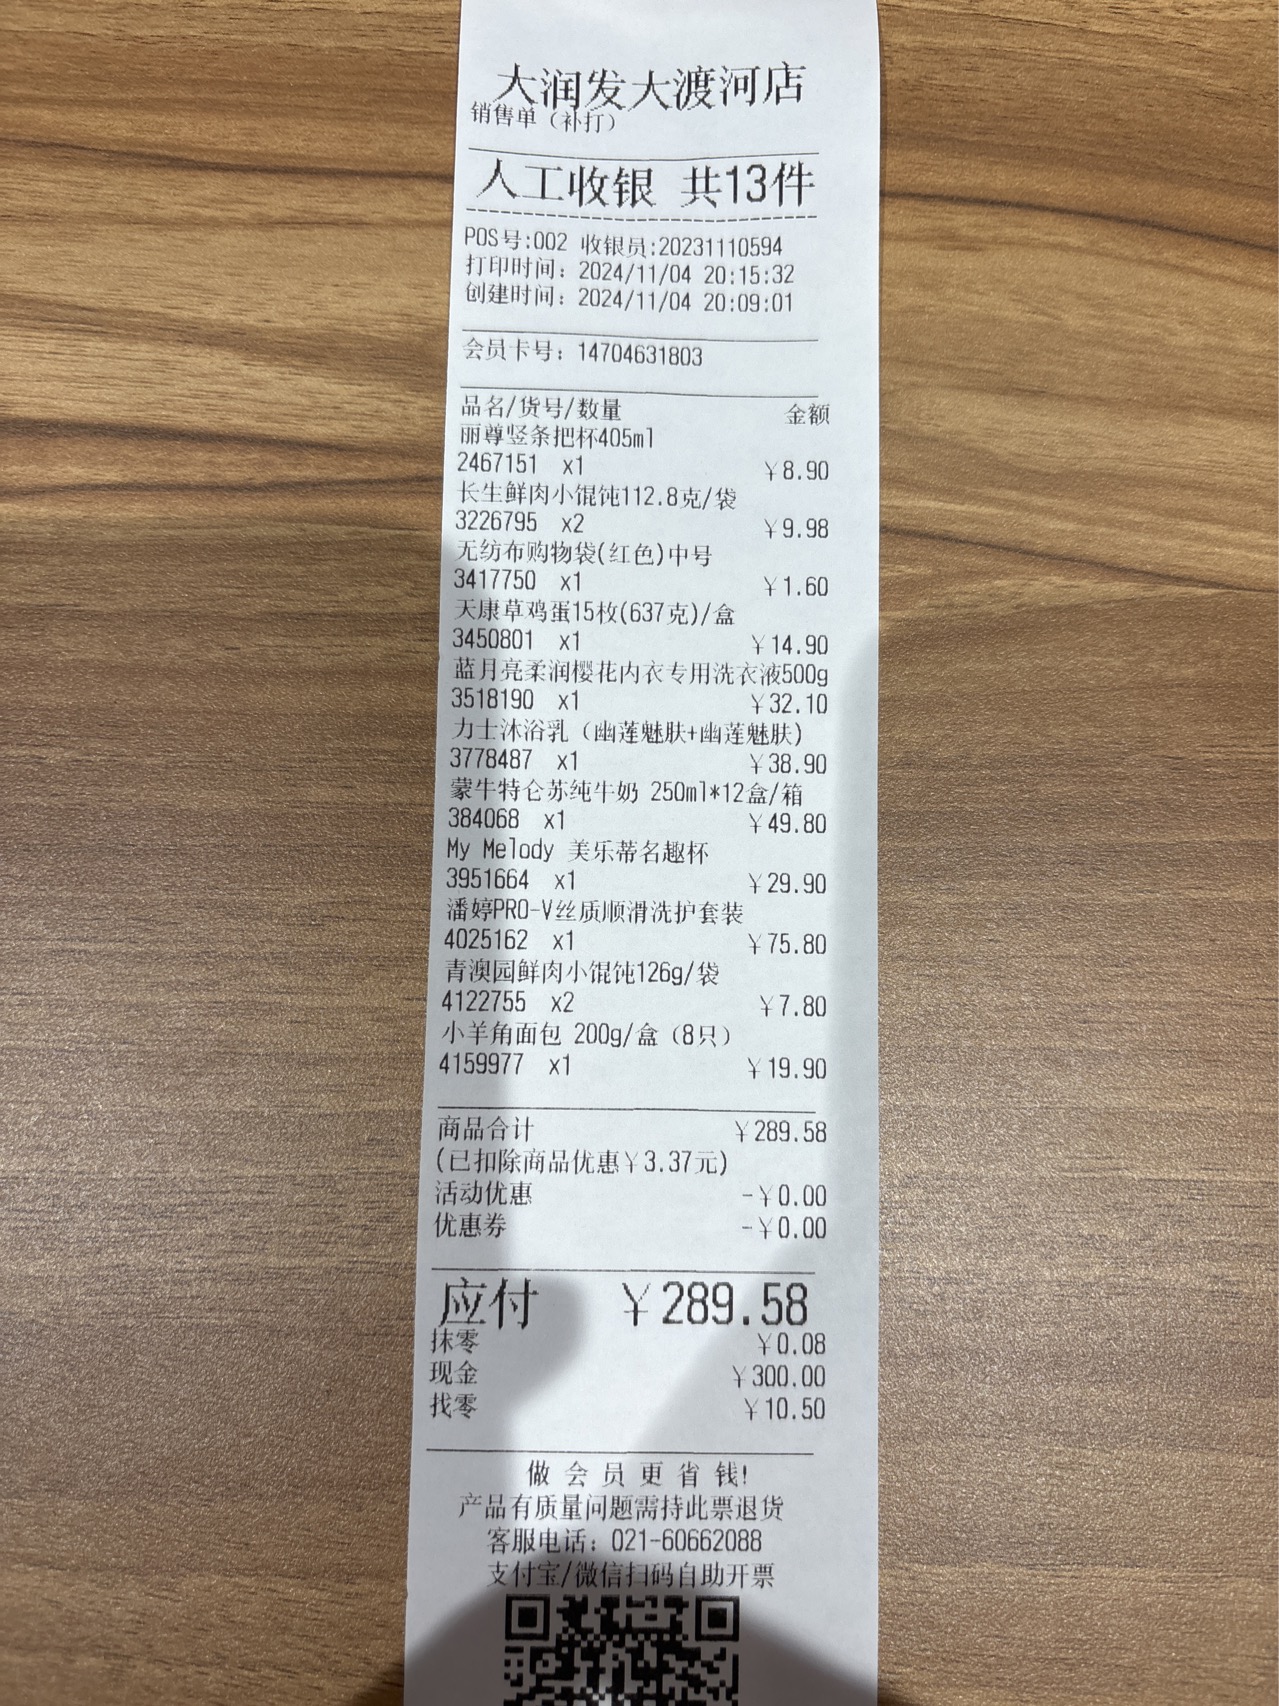 大润发大渡河店
销售单（补打）
人工收银 共13件
POS号:002 收银员:20231110594
打印时间: 2024/11/04 20:15:32
创建时间: 2024/11/04 20:09:01
会员卡号: 14704631803
品名/货号/数量 金额
丽尊竖条把杯405ml
2467151 x1 ￥8.90
长生鲜肉小馄饨112.8克/袋
3226795 x2 ￥9.98
无纺布购物袋(红色)中号
3417750 x1 ￥1.60
天康草鸡蛋15枚(637克)/盒
3450801 x1 ￥14.90
蓝月亮柔润樱花内衣专用洗衣液500g
3518190 x1 ￥32.10
力士沐浴乳（幽莲魅肤+幽莲魅肤）
3778487 x1 ￥38.90
蒙牛特仑苏纯牛奶 250ml*12盒/箱
384068 x1 ￥49.80
My Melody 美乐蒂名趣杯
3951664 x1 ￥29.90
潘婷PRO-V丝质顺滑洗护套装
4025162 x1 ￥75.80
青澳园鲜肉小馄饨126g/袋
4122755 x2 ￥7.80
小羊角面包 200g/盒（8只）
4159977 x1 ￥19.90
商品合计 ￥289.58
(已扣除商品优惠￥3.37元)
活动优惠 -￥0.00
优惠券 -￥0.00
应付 ￥289.58
抹零 ￥0.08
现金 ￥300.00
找零 ￥10.50
做会员更省钱!
产品有质量问题需持此票退货
客服电话: 021-60662088
支付宝/微信扫码自助开票